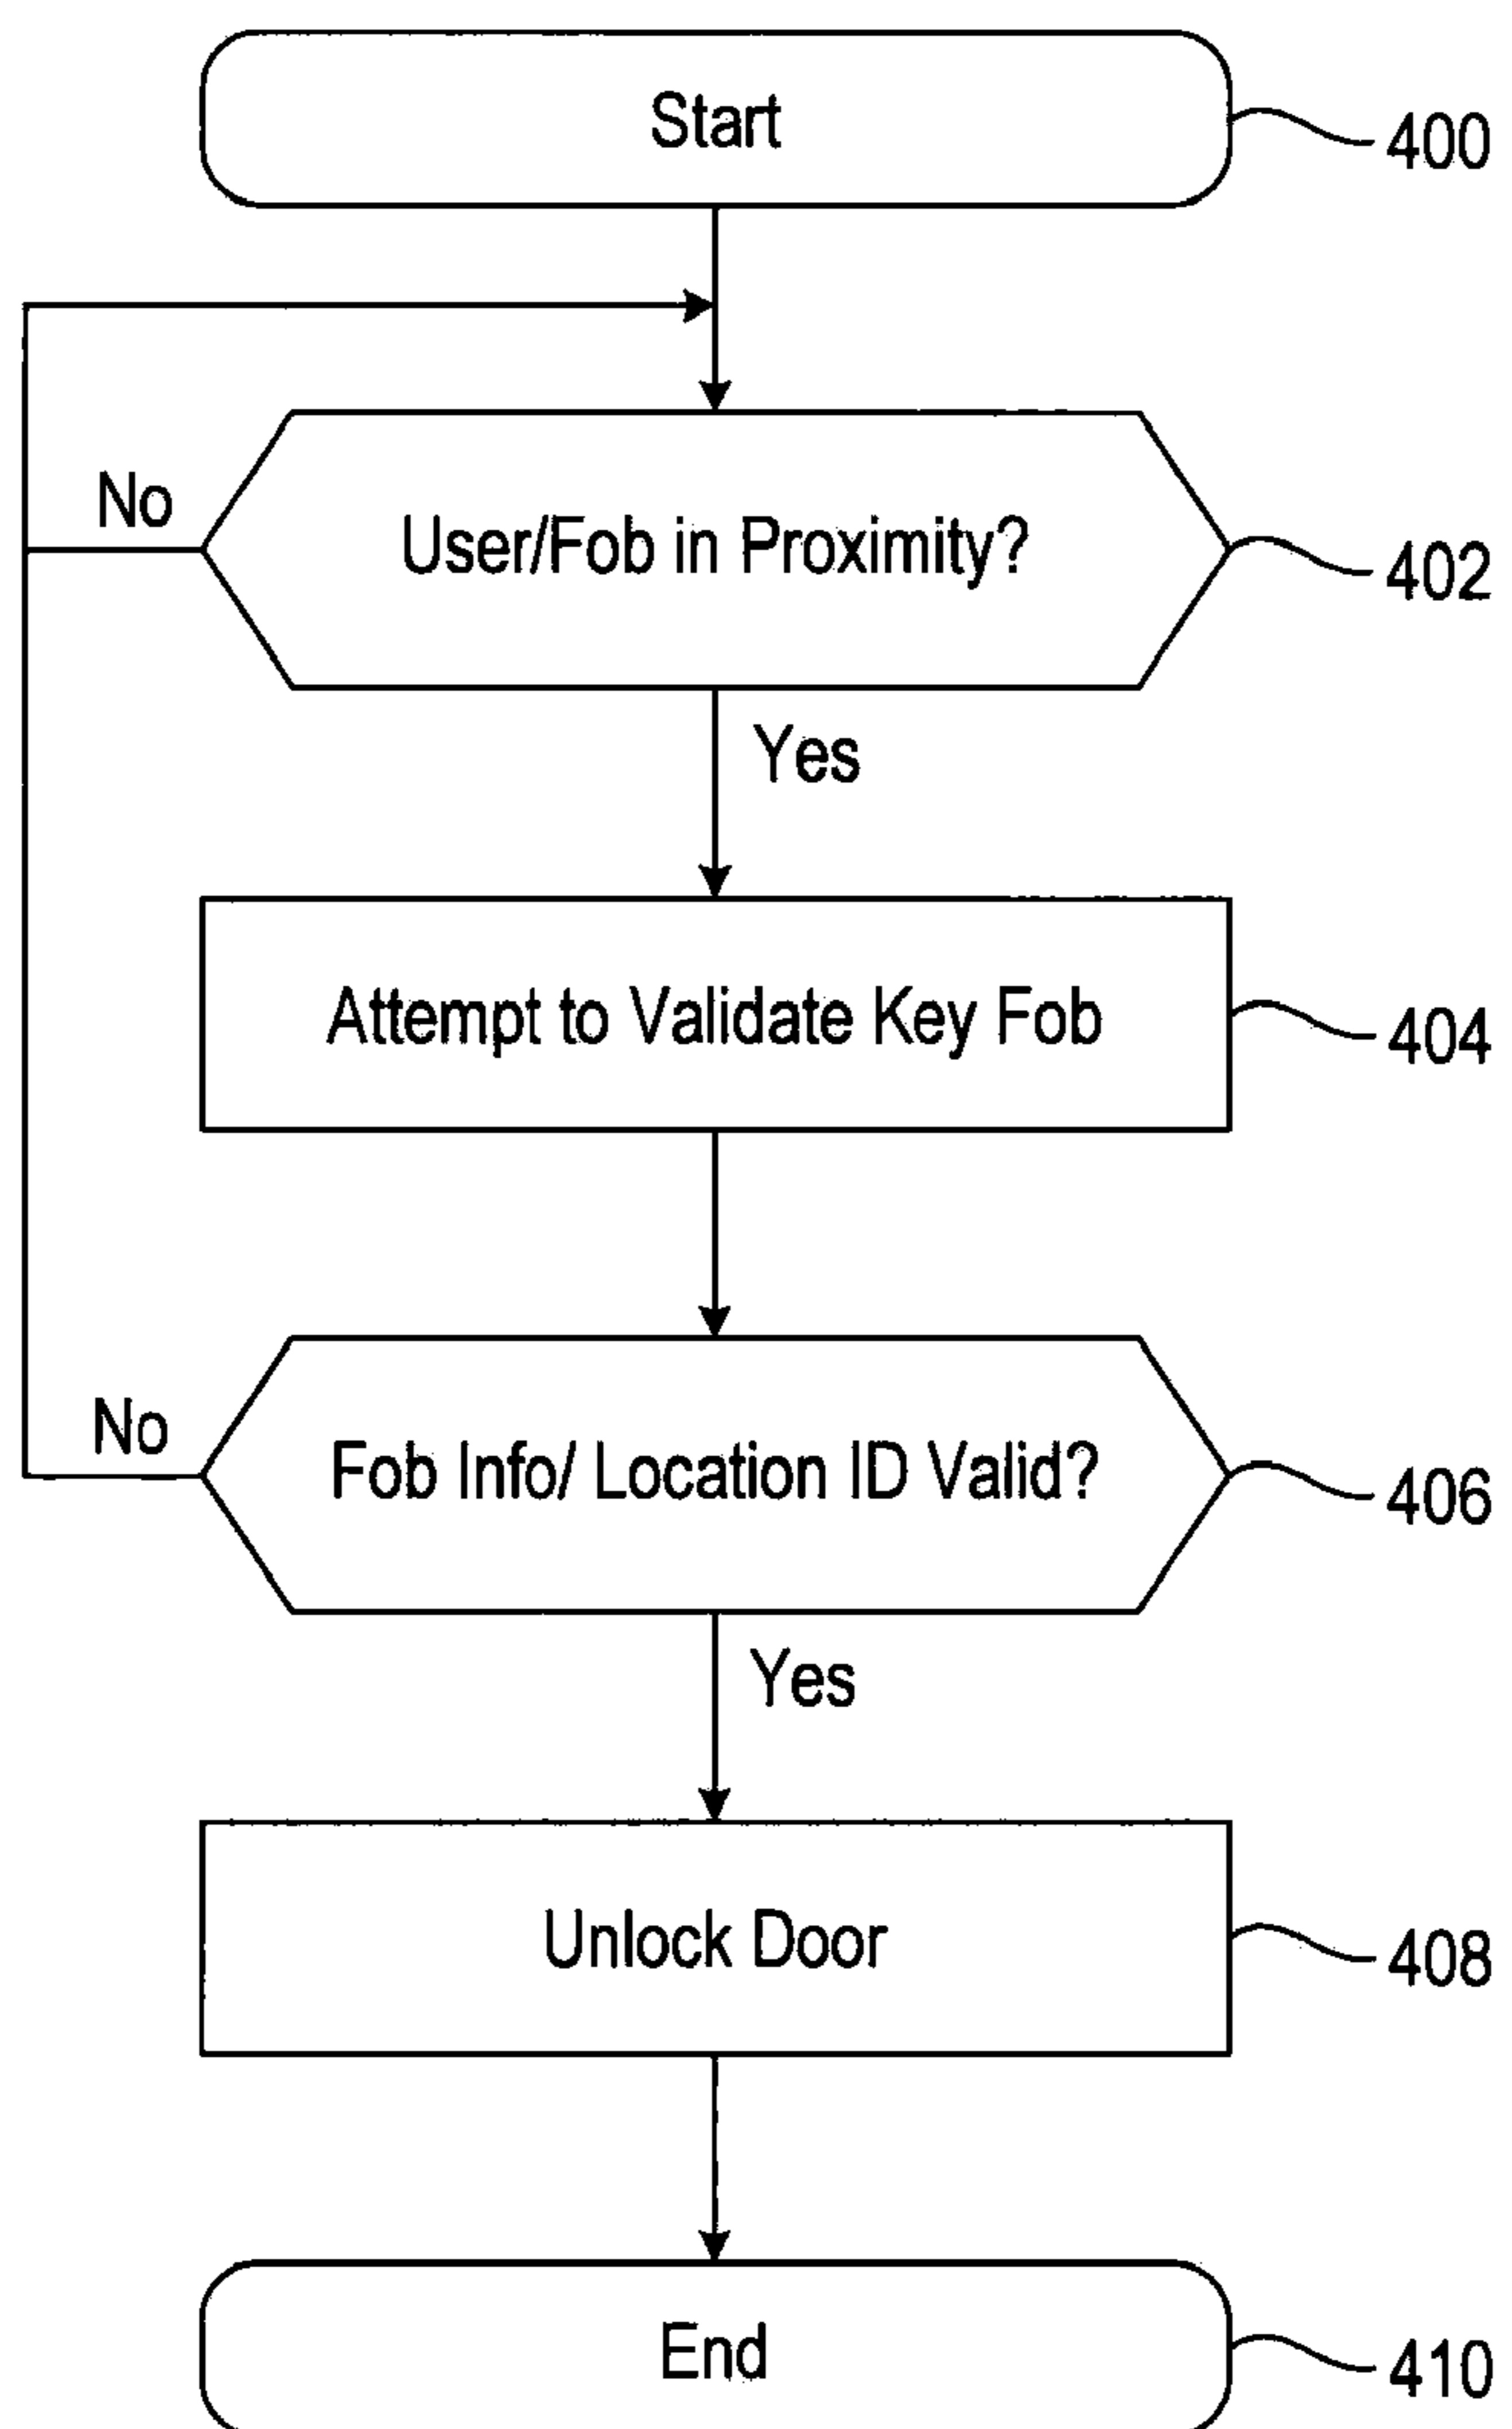 Start
400
No
User/Fob in Proximity?
402
Yes
Attempt to Validate Key Fob
404
No
Fob Info/ Location ID Valid?
406
Yes
Unlock Door
408
End
410